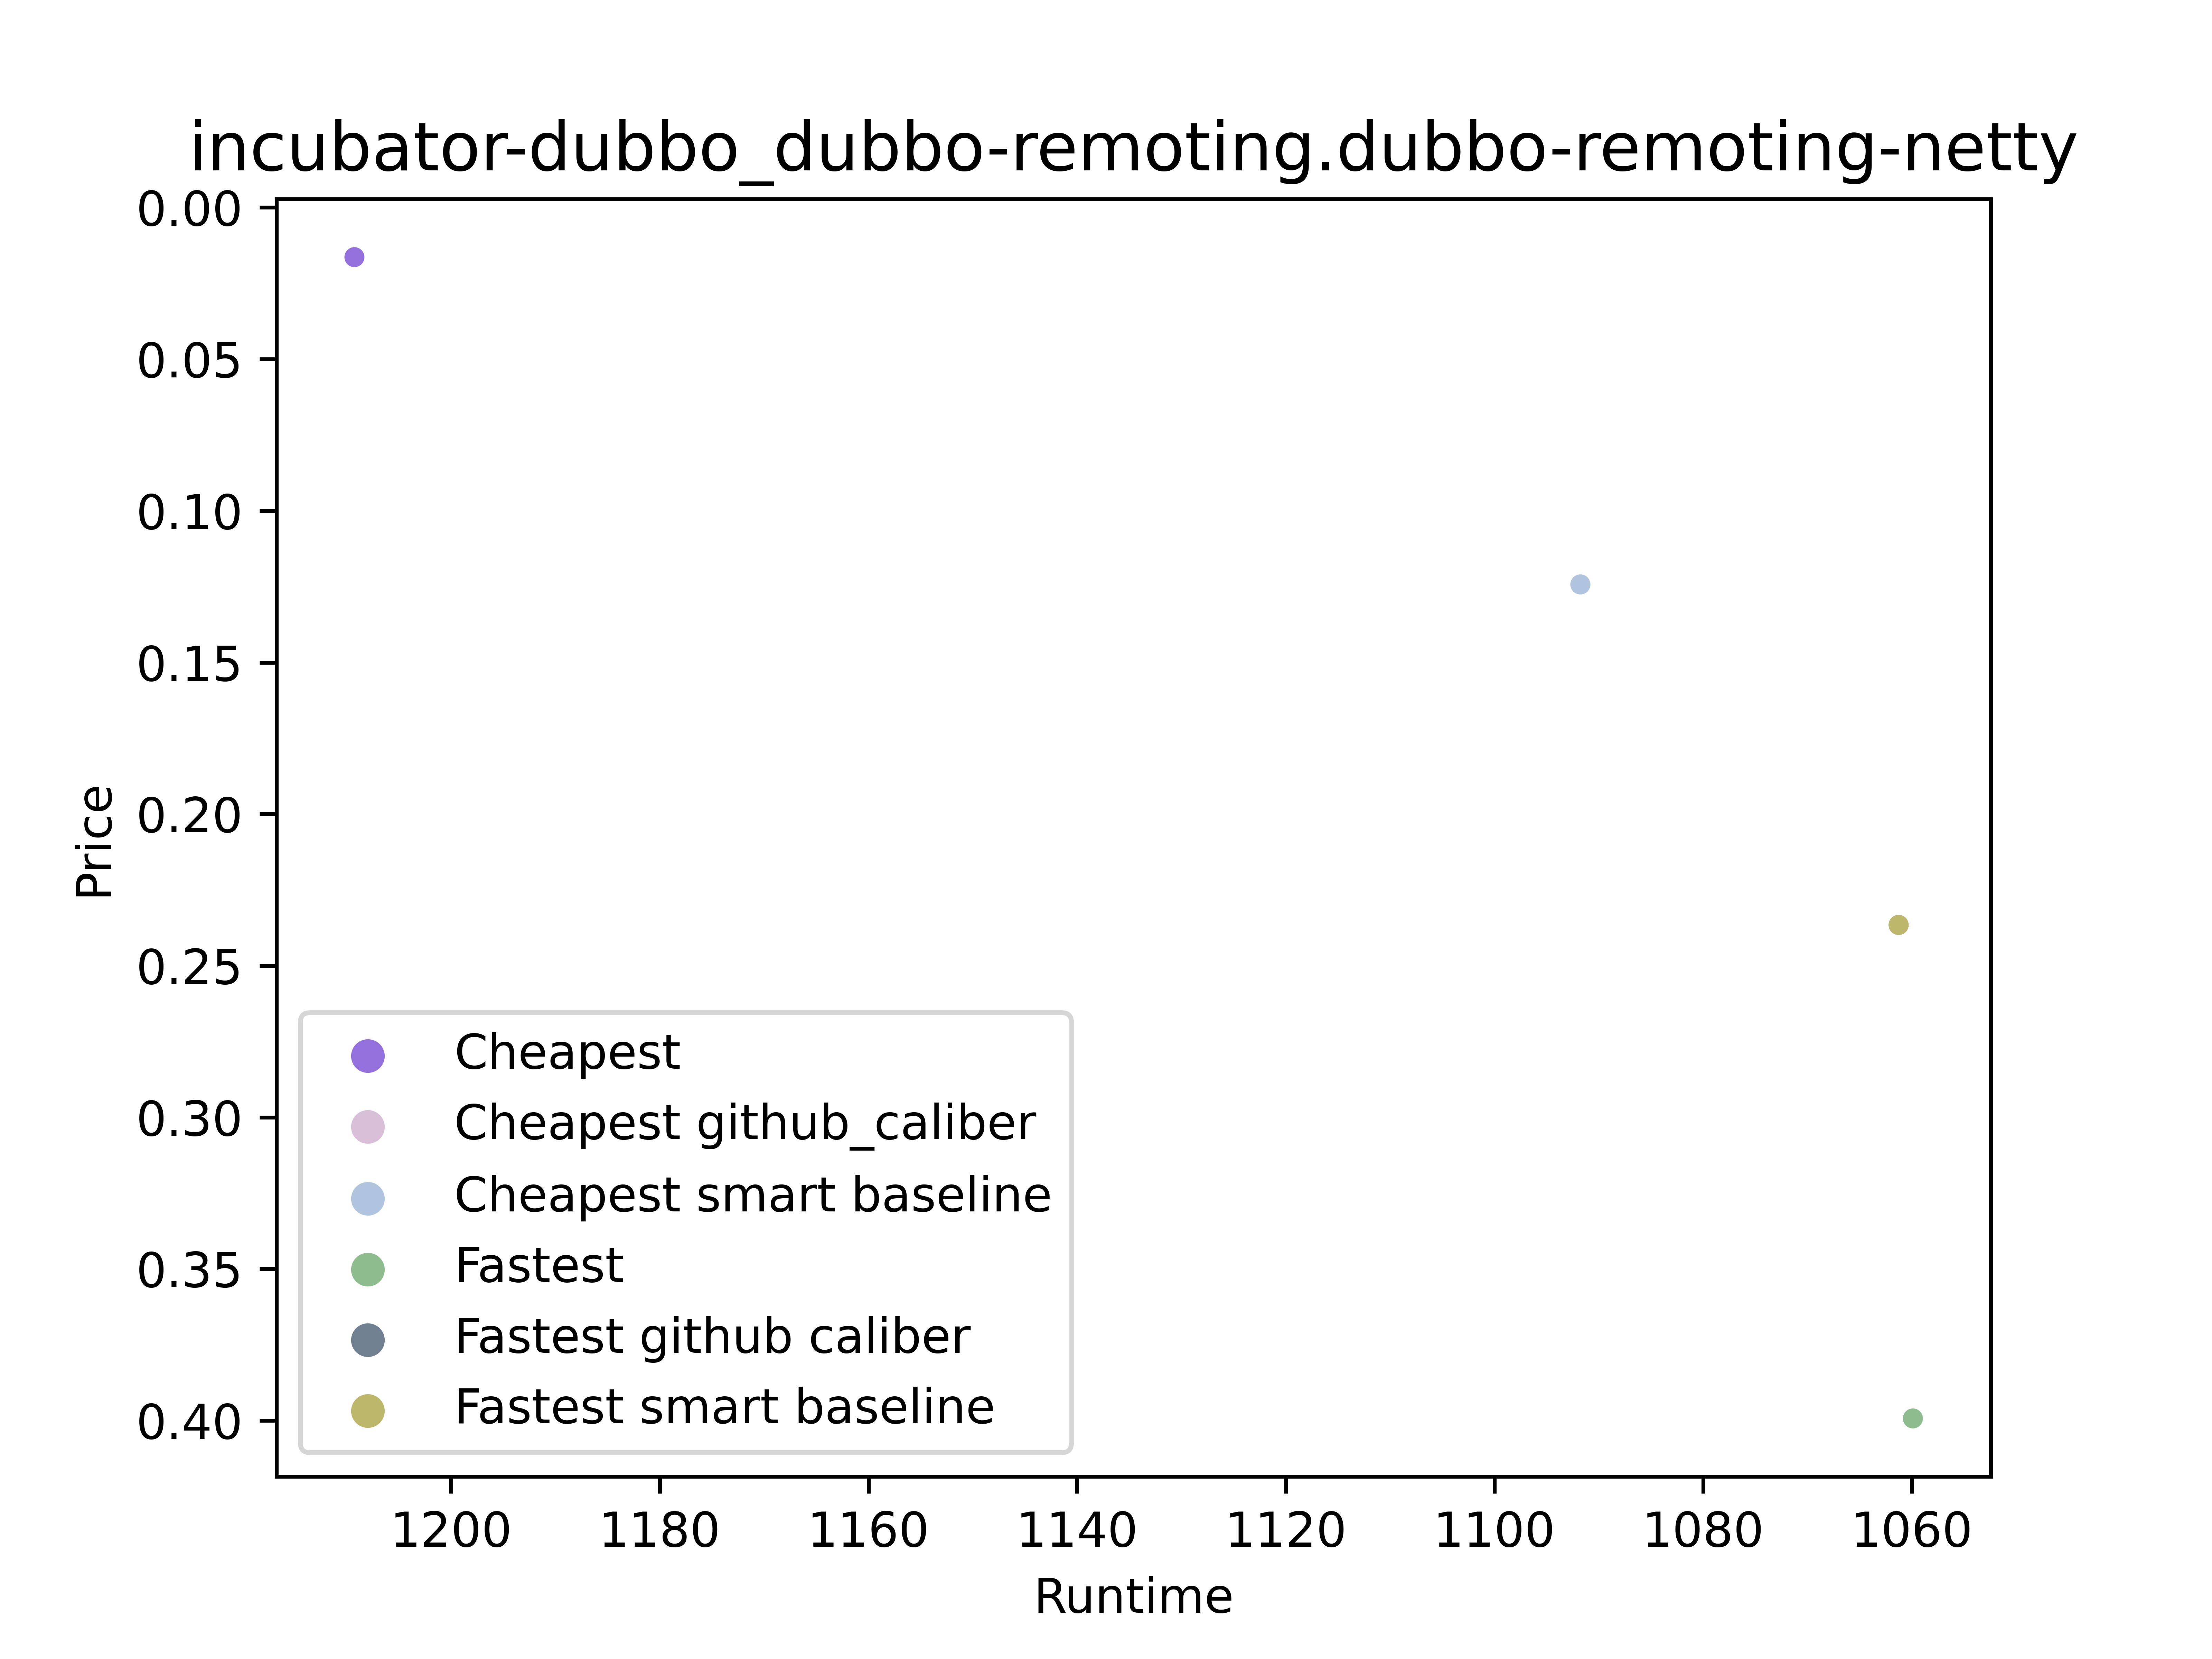 incubator-dubbo_dubbo-remoting.dubbo-remoting-netty
0.00
0.05
0.10
0.15
0.20
0.25
0.30
0.35
0.40
Price
Cheapest
Cheapest github_caliber
Cheapest smart baseline
Fastest
Fastest github caliber
Fastest smart baseline
1200 1180 1160 1140 1120 1100 1080 1060
Runtime